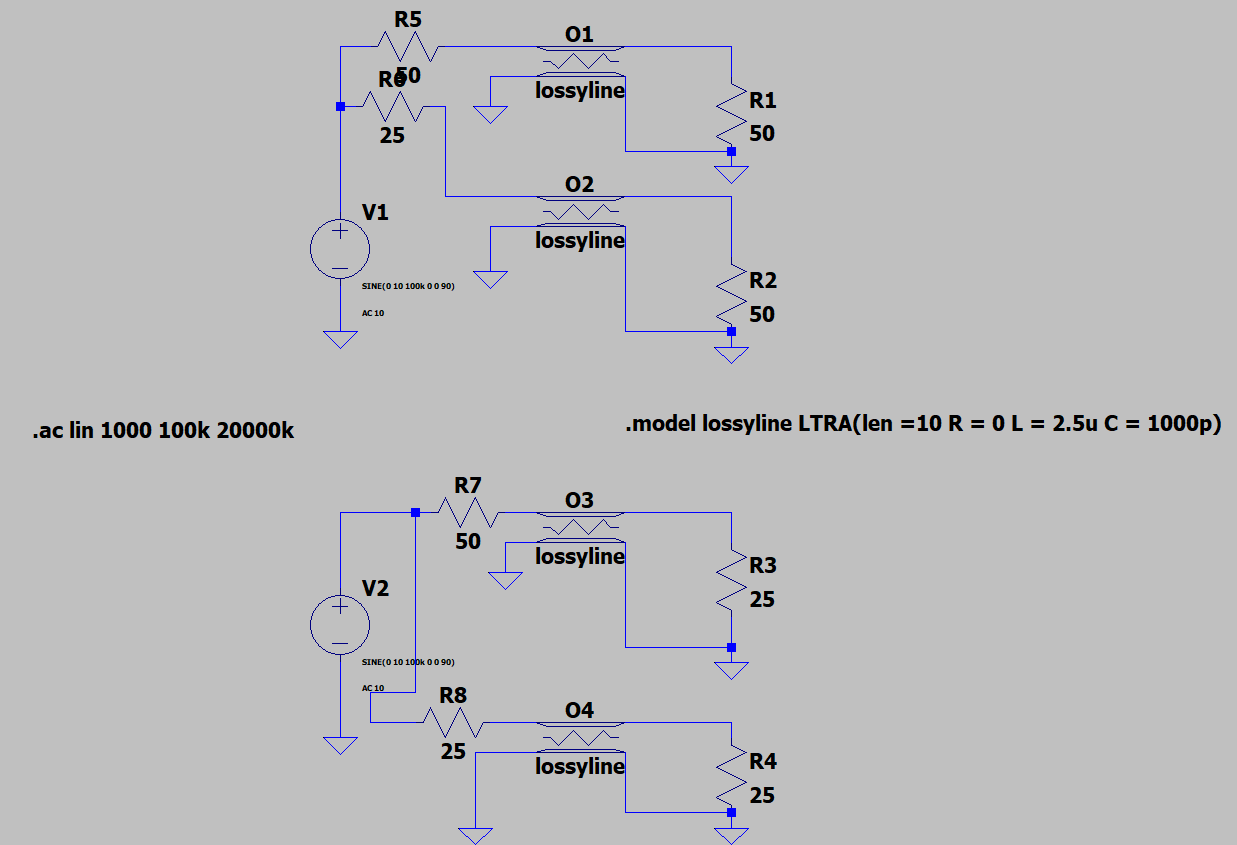 R5
50
O1
lossyline
R1
50
R6
25
O2
lossyline
R2
50
V1
SINE(0 10 100k 0 0 90)
AC 10
.ac lin 1000 100k 20000k
.model lossyline LTRA(len =10 R = 0 L = 2.5u C = 1000p)
R7
50
O3
lossyline
R3
25
V2
SINE(0 10 100k 0 0 90)
AC 10
R8
25
O4
lossyline
R4
25